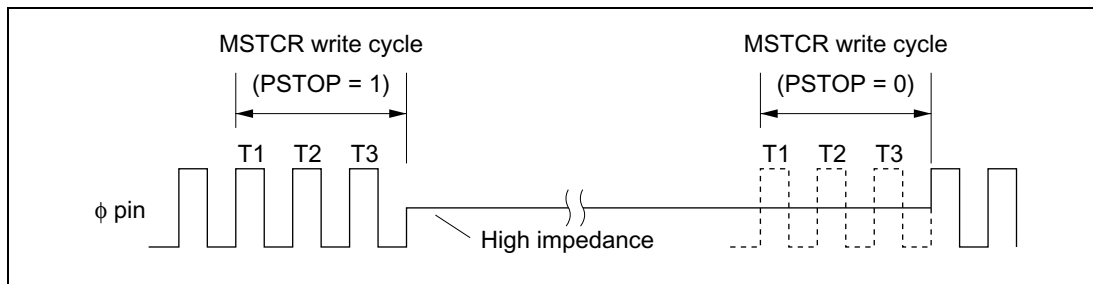 MSTCR write cycle
(PSTOP = 1)
MSTCR write cycle
(PSTOP = 0)
T1 T2 T3
T1 T2 T3
ϕ pin
High impedance